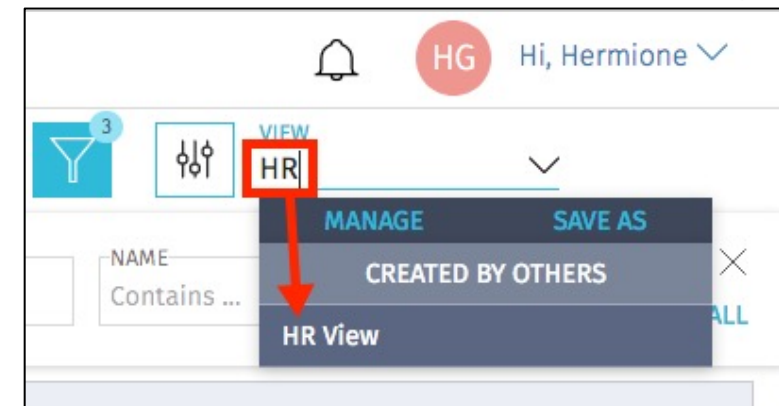 HG Hi, Hermione
3
VIEW
HR
MANAGE SAVE AS
NAME
CREATED BY OTHERS
Contains ...
ALL
HR View